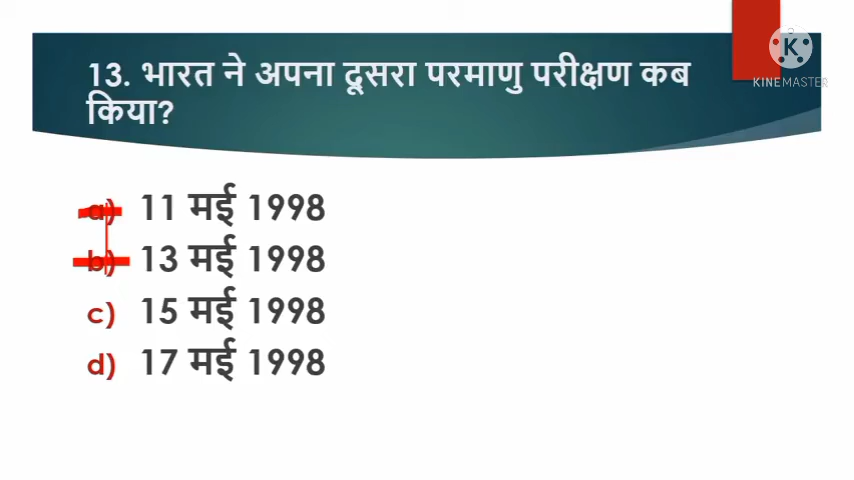 13. भारत ने अपना दूसरा परमाणु परीक्षण कब
किया?
K
KINEMASTER
a) 11 मई 1998
b) 13 मई 1998
c) 15 मई 1998
d) 17 मई 1998